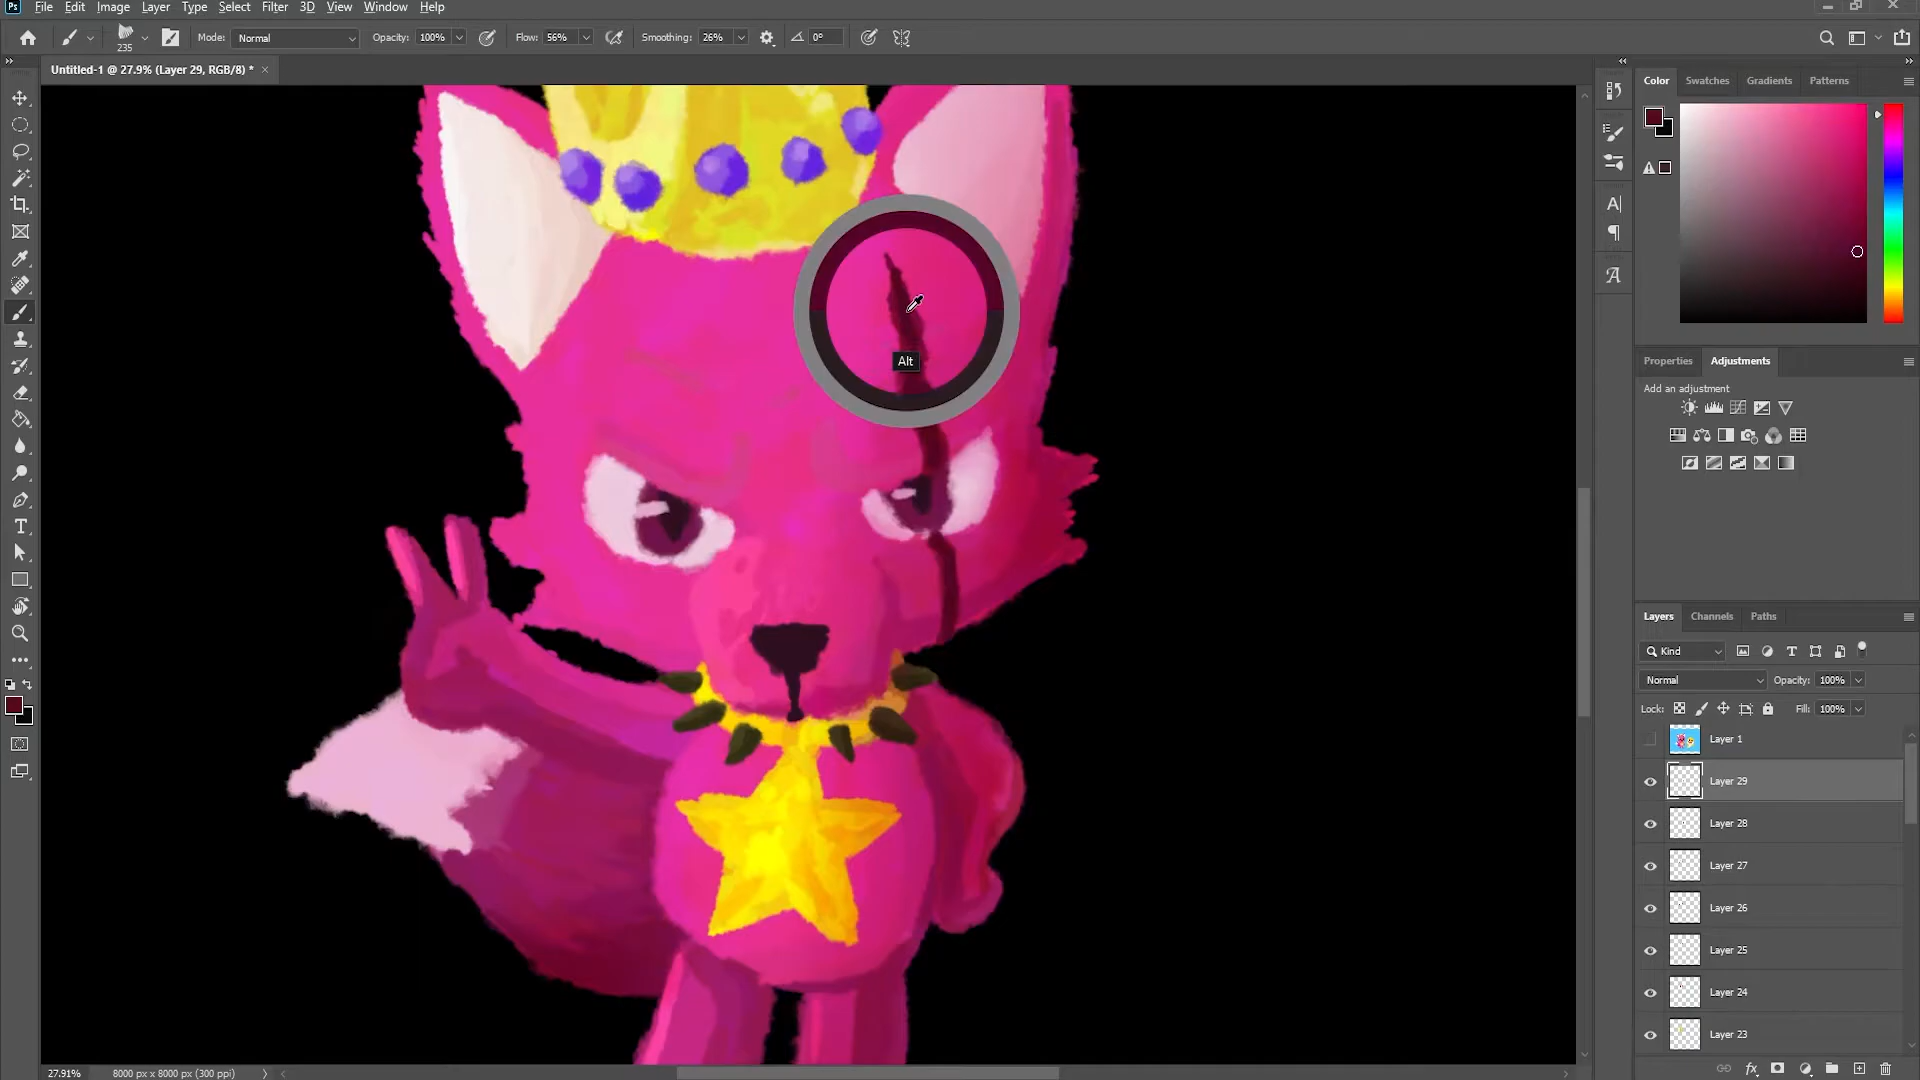 Ps File Edit Image Layer Type Select Filter 3D View Window Help
235 Mode: Normal Opacity: 100% Flow: 56% Smoothing: 26% 0°
Untitled-1 @ 27.9% (Layer 29, RGB/8) * ×
Color Swatches Gradients Patterns
Alt
Properties Adjustments
Add an adjustment
Layers Channels Paths
Kind
Normal Opacity: 100%
Lock: Fill: 100%
Layer 1
Layer 29
Layer 28
Layer 27
Layer 26
Layer 25
Layer 24
Layer 23
27.91% 8000 px x 8000 px (300 ppi)